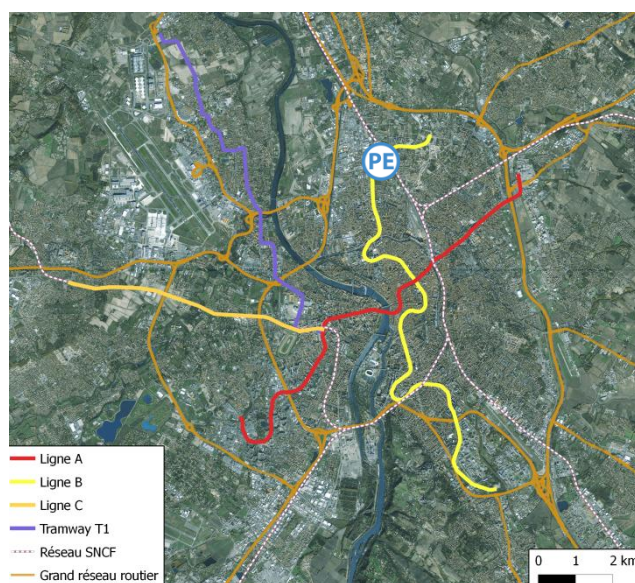 PE
Ligne A
Ligne B
Ligne C
Tramway T1
Réseau SNCF
Grand réseau routier
0 1 2 km